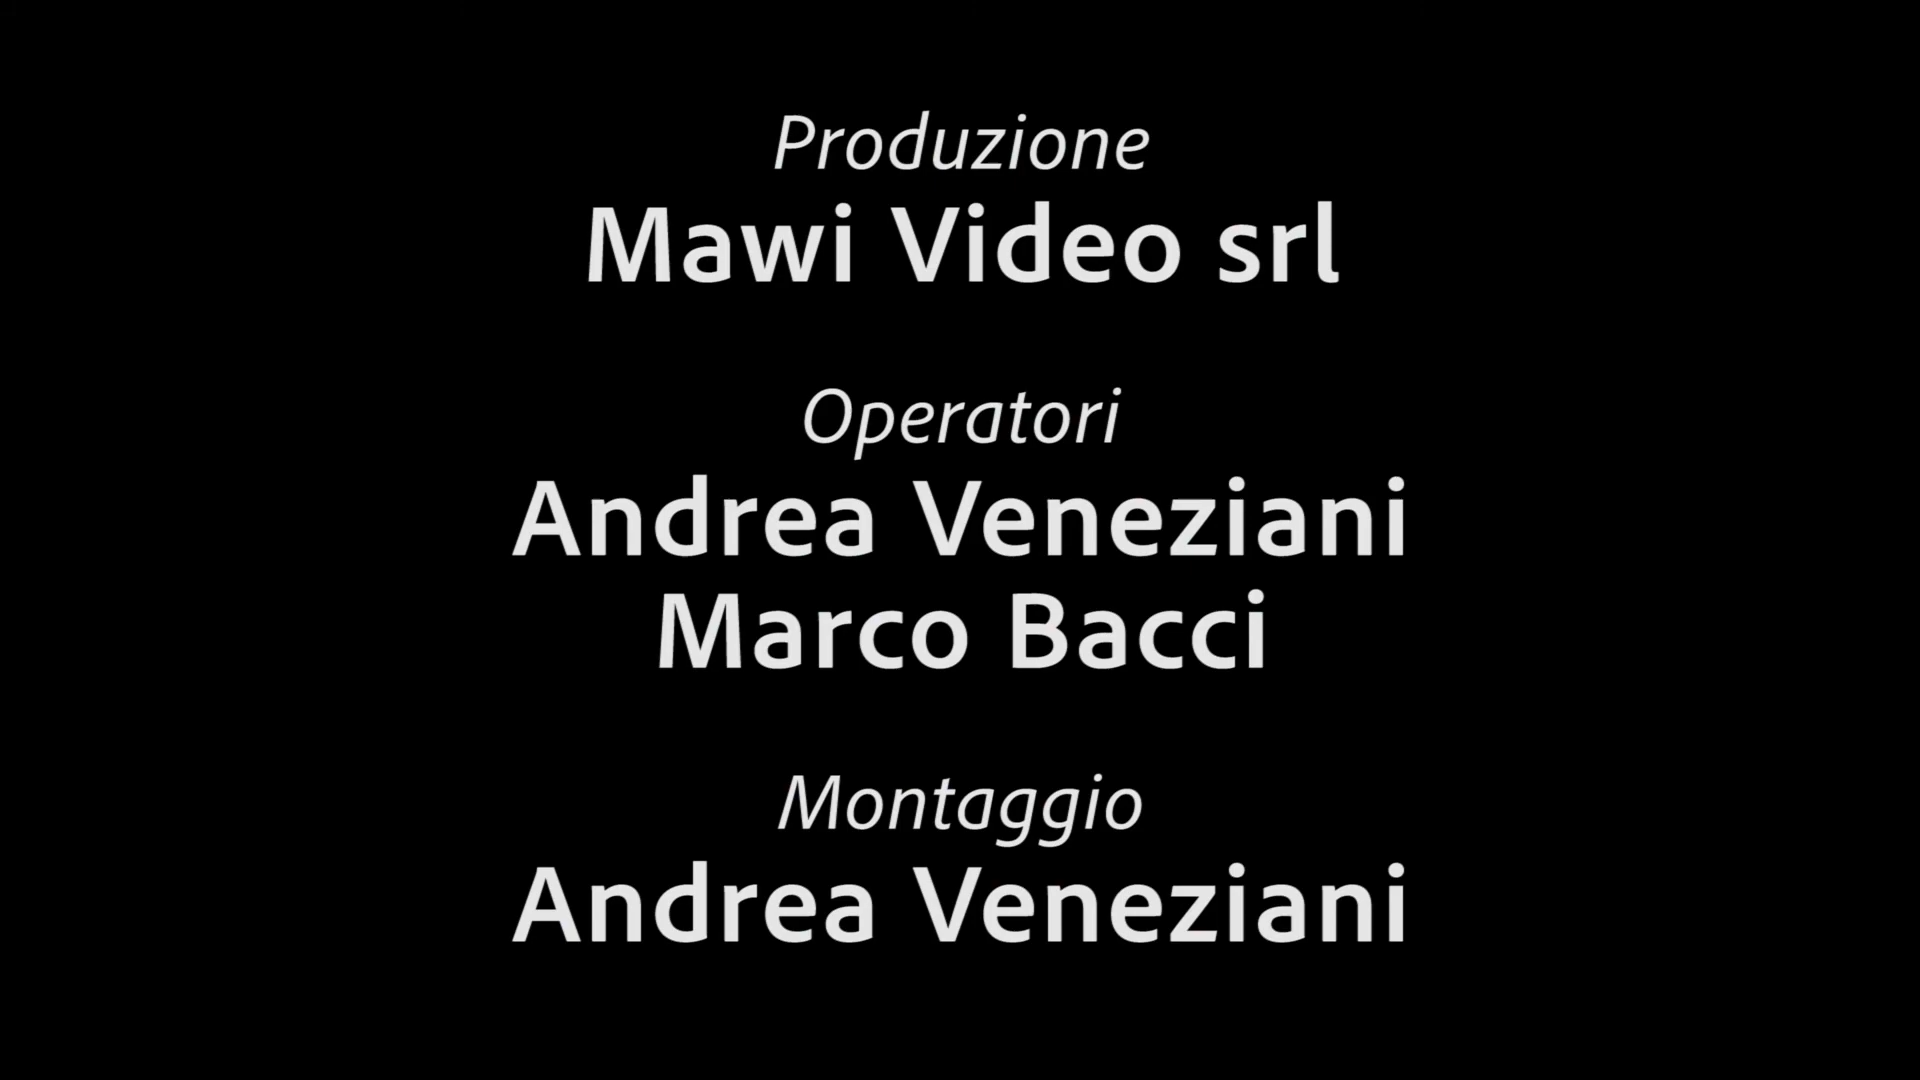 Produzione
Mawi Video srl
Operatori
Andrea Veneziani
Marco Bacci
Montaggio
Andrea Veneziani